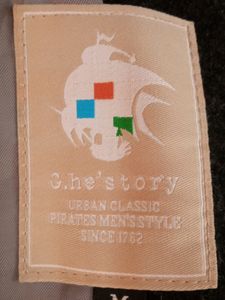 G.he'story
URBAN CLASSIC
PIRATES MEN'S STYLE
SINCE 1762